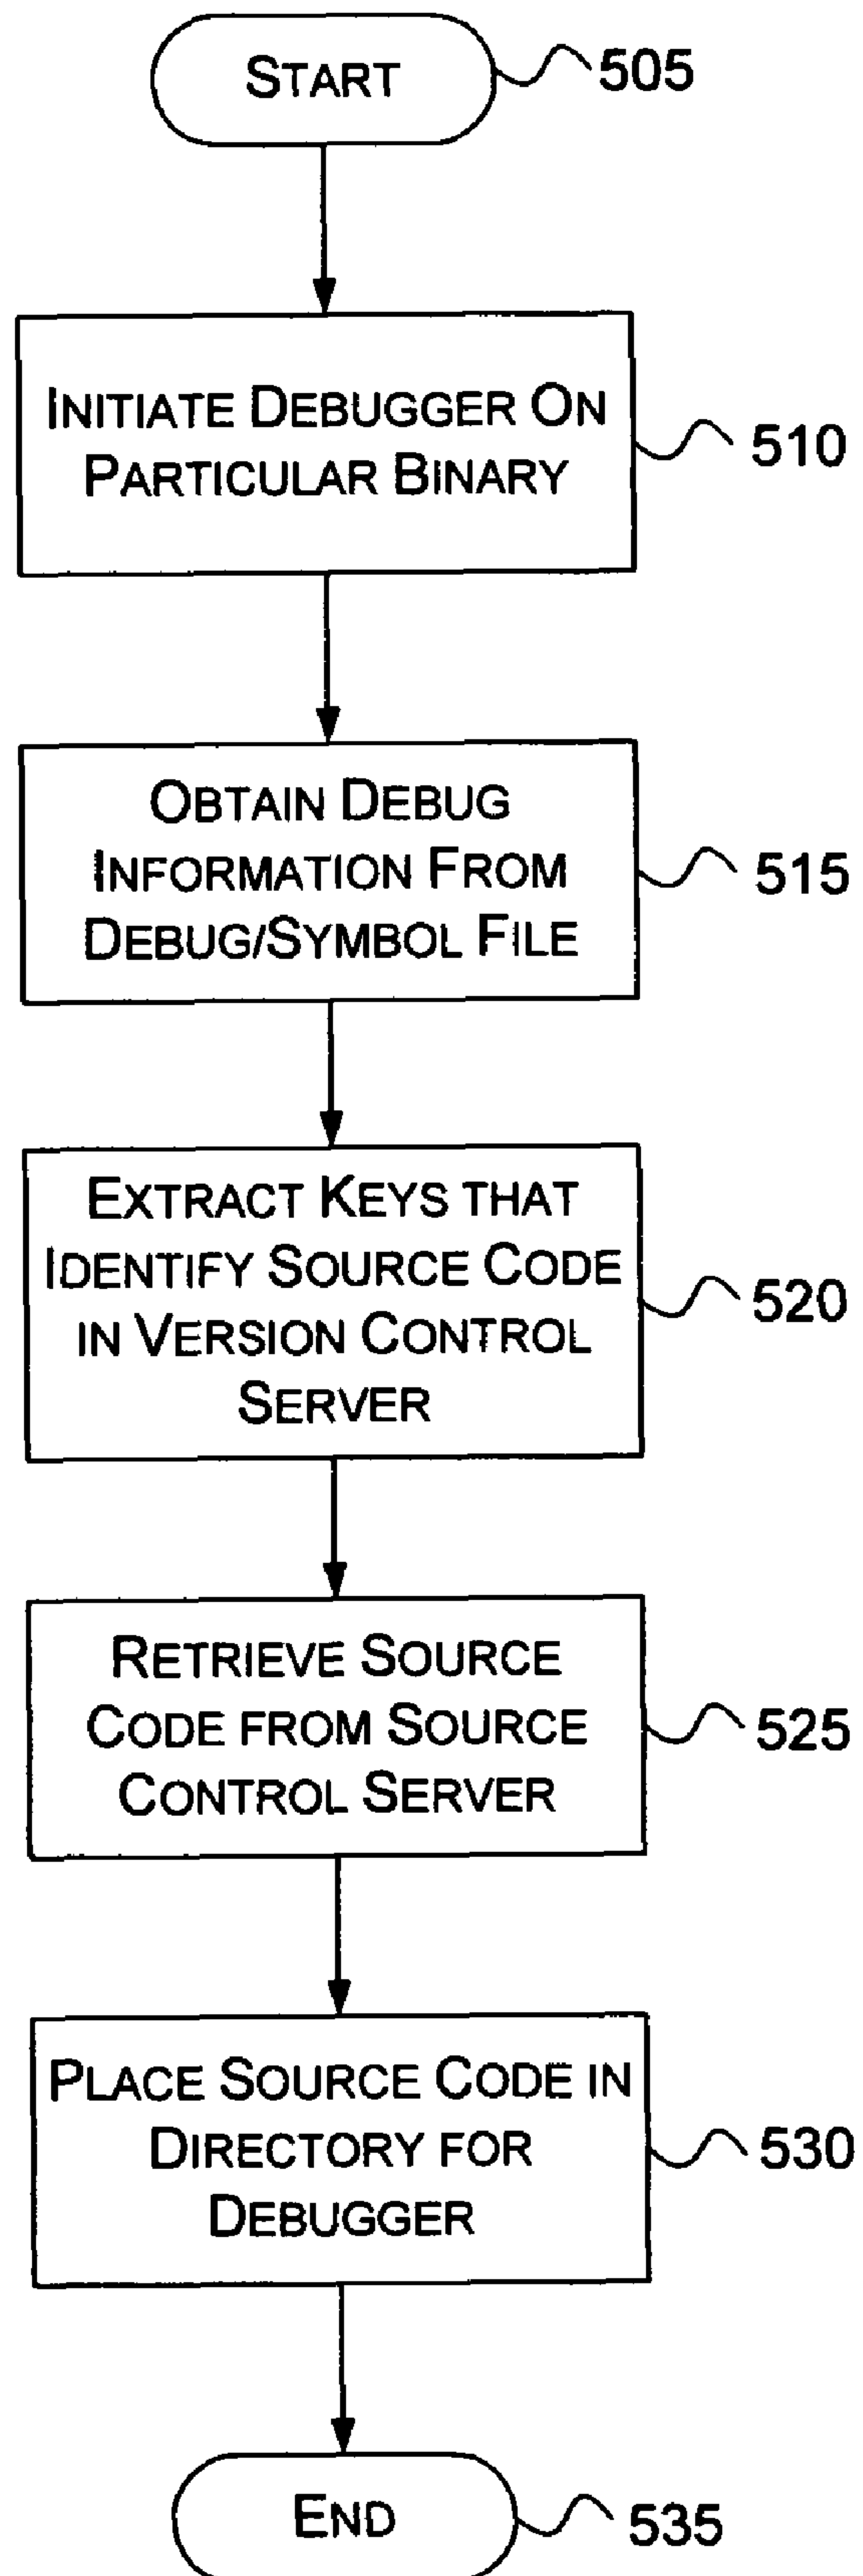 START
505
INITIATE DEBUGGER ON
PARTICULAR BINARY
510
OBTAIN DEBUG
INFORMATION FROM
DEBUG/SYMBOL FILE
515
EXTRACT KEYS THAT
IDENTIFY SOURCE CODE
IN VERSION CONTROL
SERVER
520
RETRIEVE SOURCE
CODE FROM SOURCE
CONTROL SERVER
525
PLACE SOURCE CODE IN
DIRECTORY FOR
DEBUGGER
530
END
535